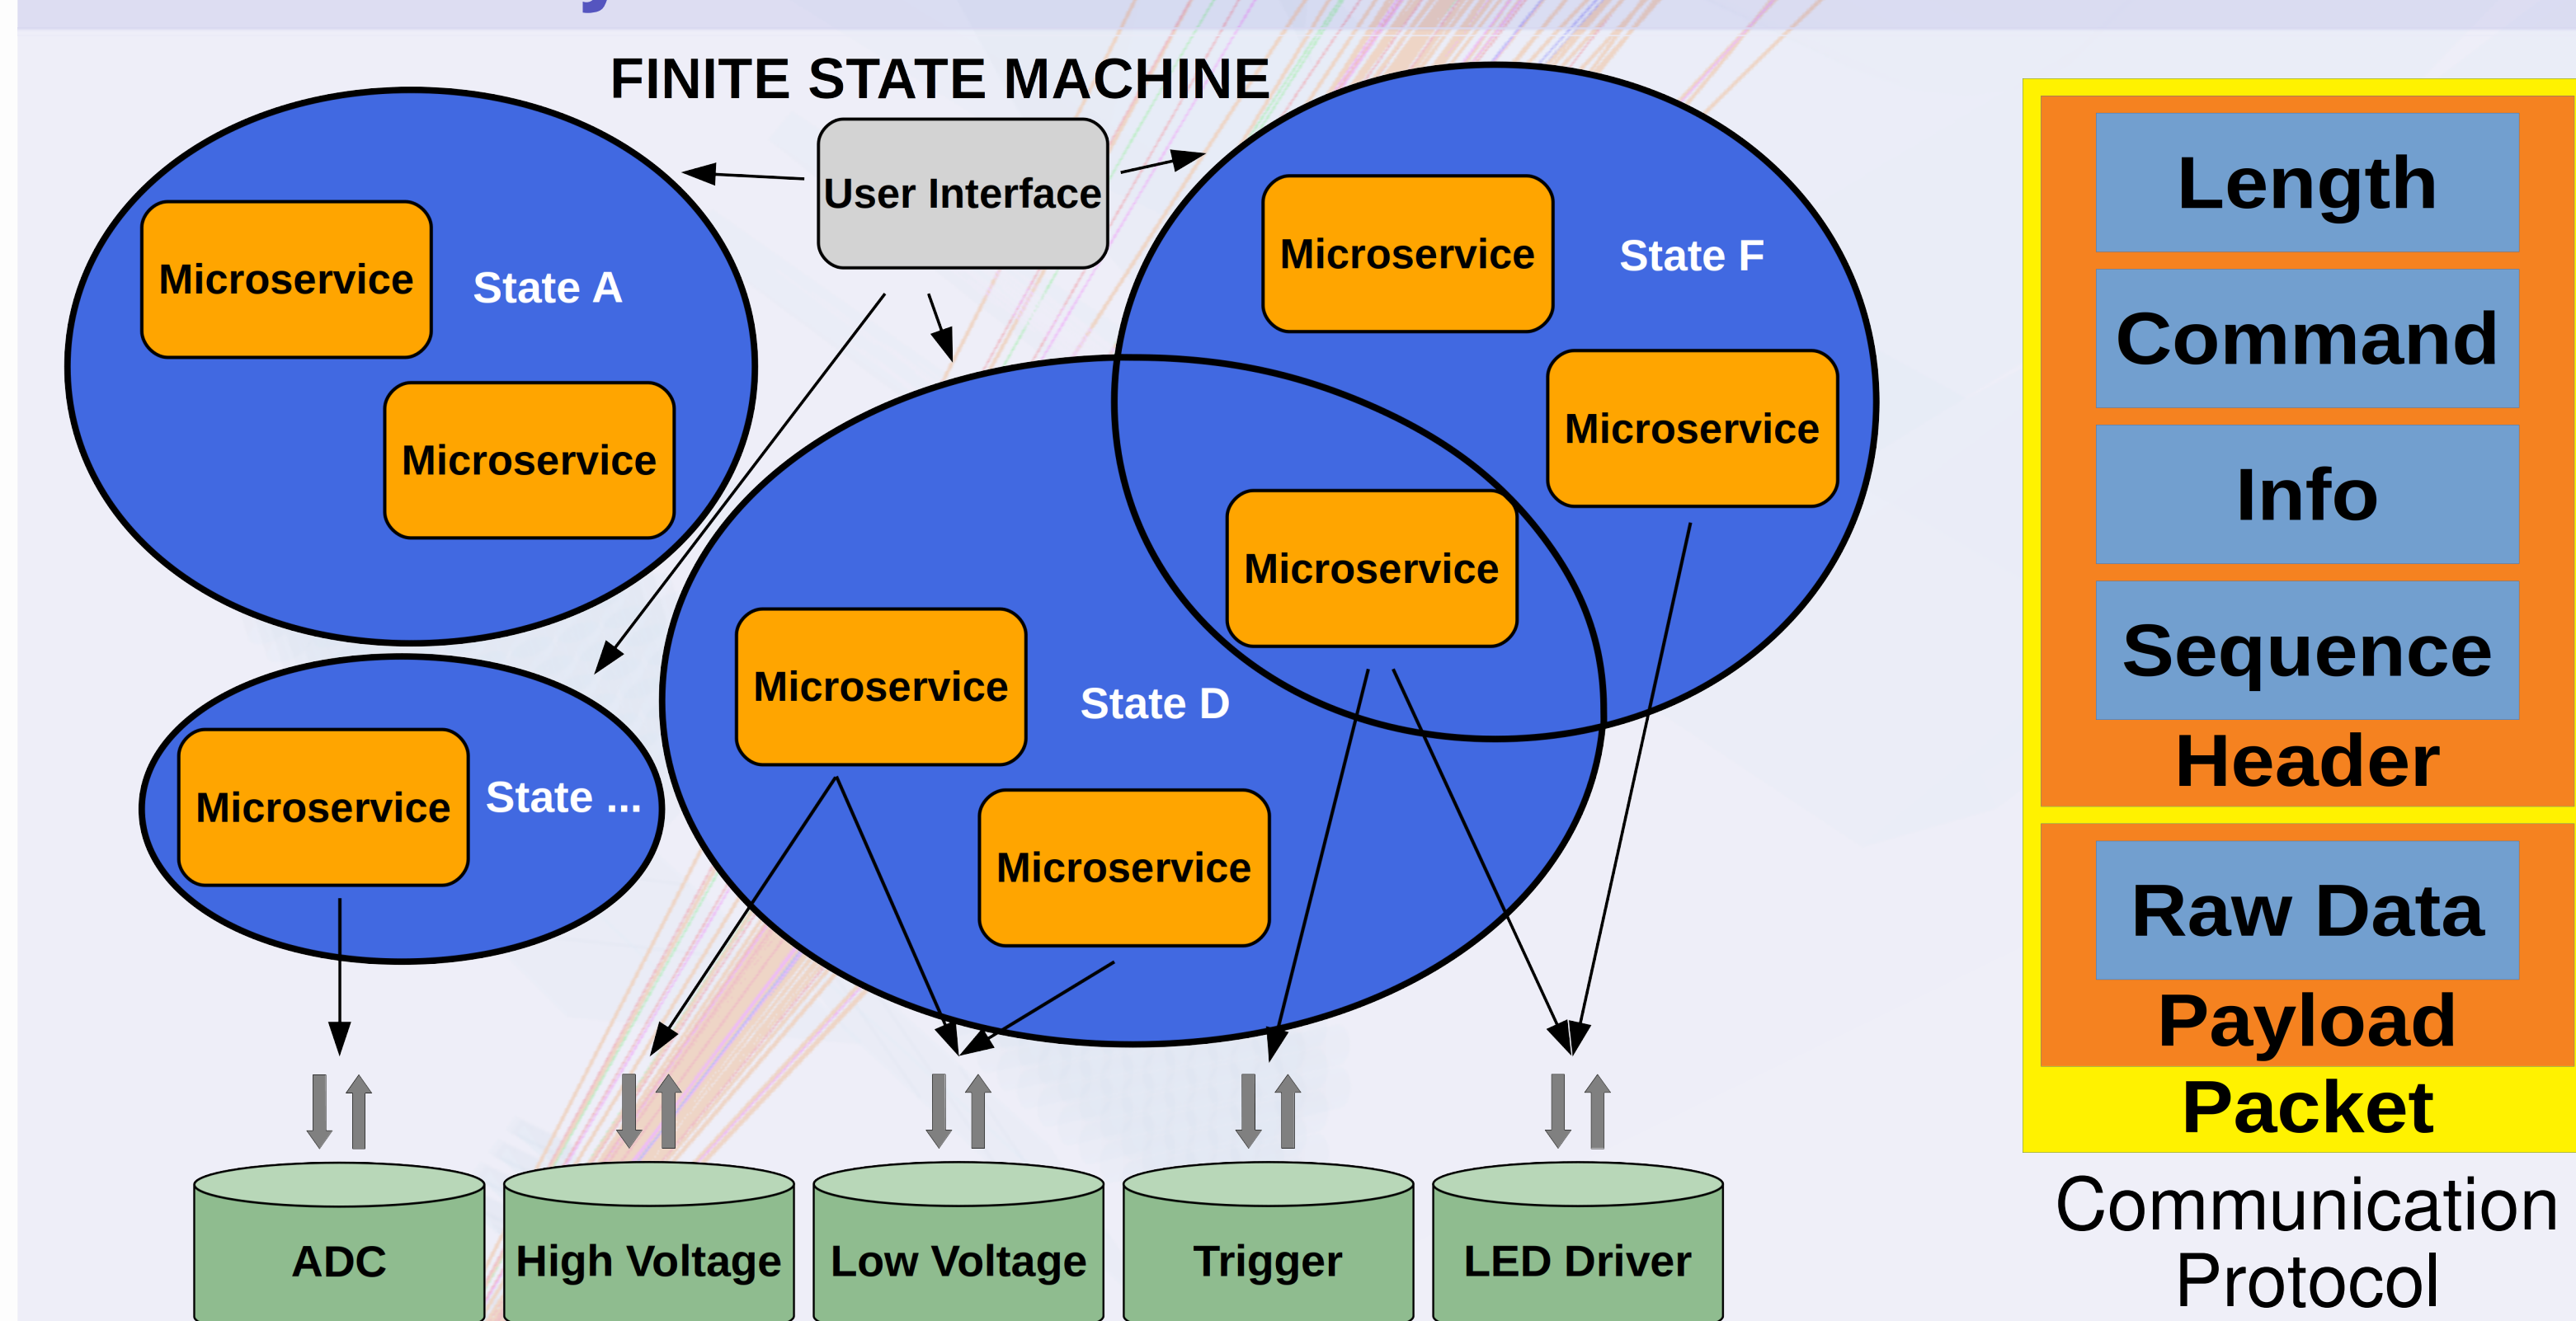 FINITE STATE MACHINE
User Interface
Microservice
State A
Microservice
Microservice
State F
Microservice
Microservice
Microservice
State D
Microservice
Microservice
State ...
ADC
High Voltage
Low Voltage
Trigger
LED Driver
Length
Command
Info
Sequence
Header
Raw Data
Payload
Packet
Communication
Protocol